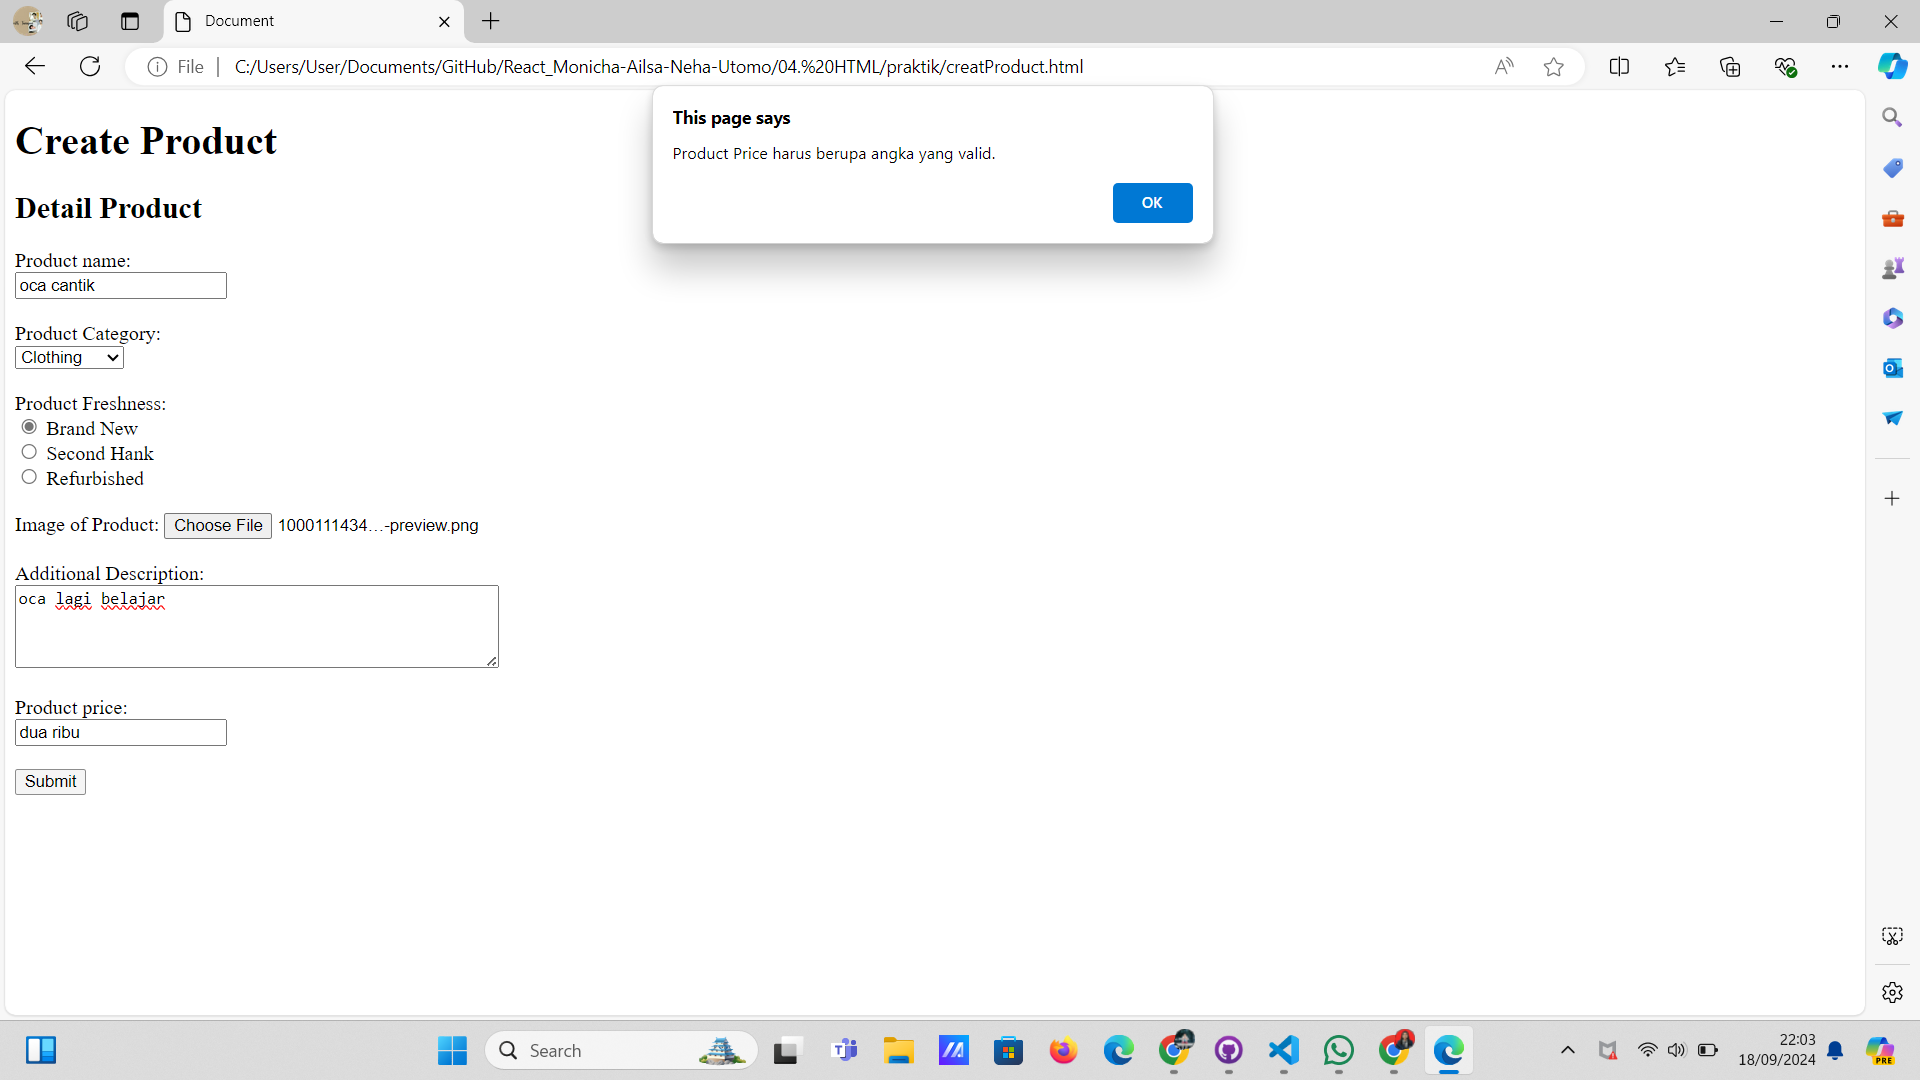 Document
File
C:/Users/User/Documents/GitHub/React_Monicha-Ailsa-Neha-Utomo/04.%20HTML/praktik/creatProduct.html
This page says
Product Price harus berupa angka yang valid.
OK
Create Product
Detail Product
Product name:
oca cantik
Product Category:
Clothing
Product Freshness:
Brand New
Second Hank
Refurbished
Image of Product: Choose File 1000111434...-preview.png
Additional Description:
oca lagi belajar
Product price:
dua ribu
Submit
Search
22:03
18/09/2024
PRE